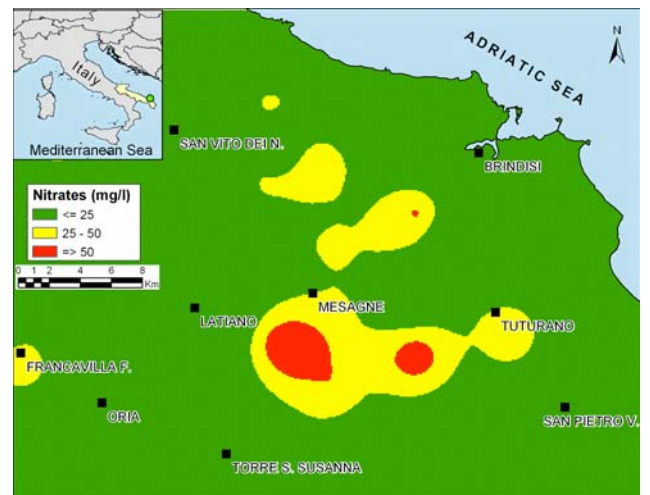 Italy
Mediterranean Sea
ADRIATIC SEA
N
SAN VITO DEI N.
BRINDISI
Nitrates (mg/l)
<= 25
25 - 50
=> 50
0 1 2 4 6 8
Km
MESAGNE
LATIANO
TUTURANO
FRANCAVILLA F.
ORIA
SAN PIETRO V.
TORRE S. SUSANNA